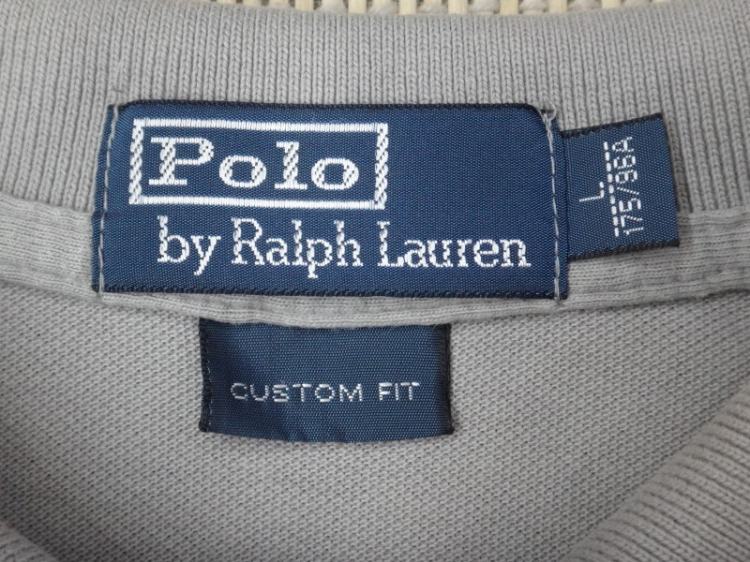 Polo
by Ralph Lauren
L
175/96A
CUSTOM FIT